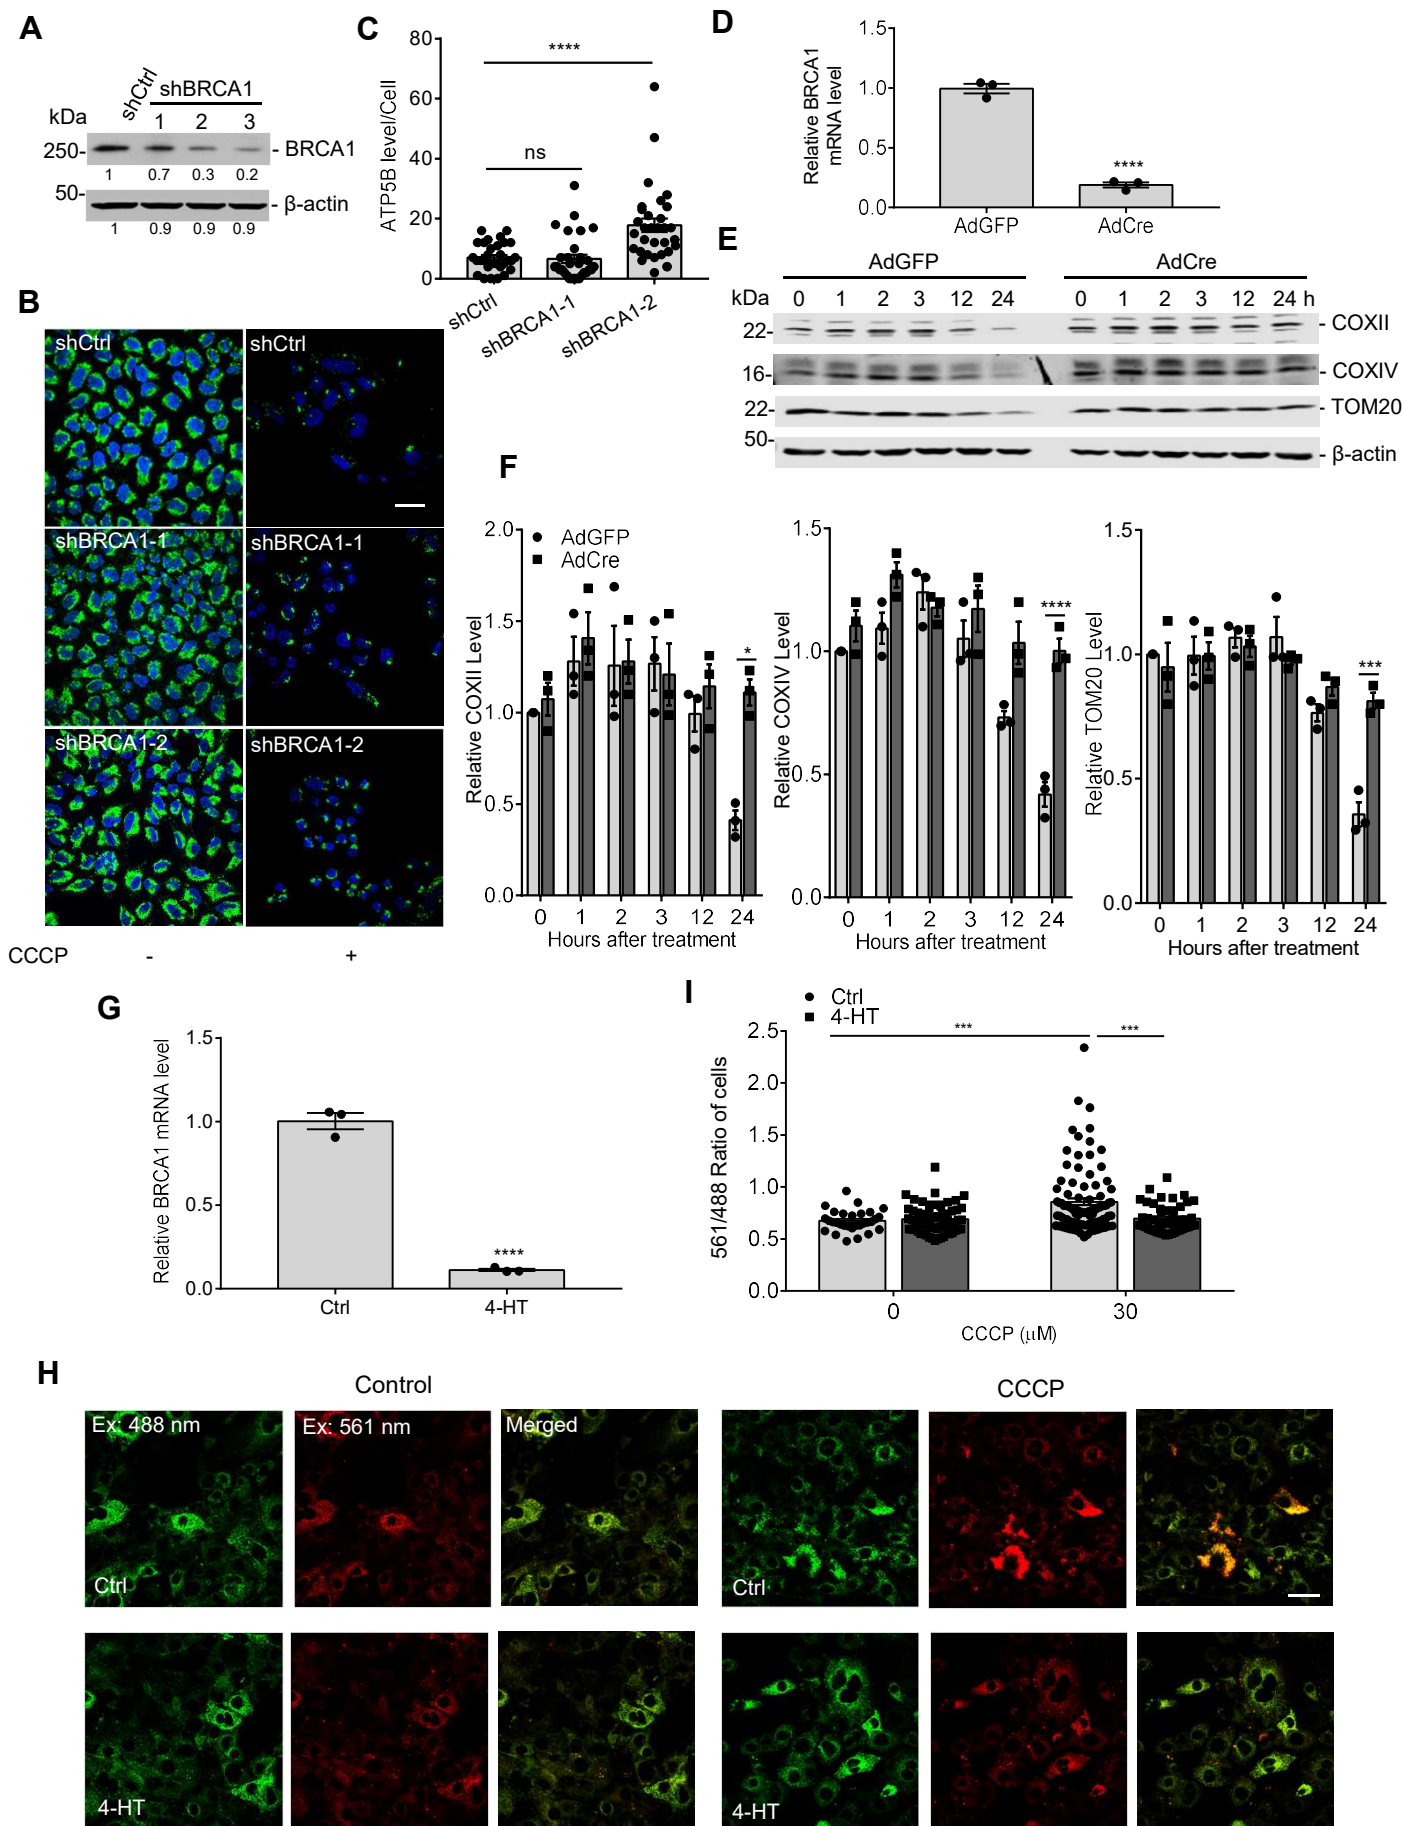 A
shCtrl
shBRCA1
kDa
1 2 3
250- - BRCA1
1 0.7 0.3 0.2
50- - β-actin
1 0.9 0.9 0.9
B
shCtrl shCtrl
shBRCA1-1 shBRCA1-1
shBRCA1-2 shBRCA1-2
CCCP - +
C
ATP5B level/Cell
80
60
40
20
0
****
ns
shCtrl
shBRCA1-1
shBRCA1-2
D
Relative BRCA1
mRNA level
1.5
1.0
0.5
0.0
****
AdGFP AdCre
E
AdGFP AdCre
kDa 0 1 2 3 12 24 0 1 2 3 12 24 h
22- - COXII
16- - COXIV
22- - TOM20
50- - β-actin
F
Relative COXII Level
2.0
1.5
1.0
0.5
0.0
AdGFP
AdCre
*
0 1 2 3 12 24
Hours after treatment
Relative COXIV Level
1.5
1.0
0.5
0.0
****
0 1 2 3 12 24
Hours after treatment
Relative TOM20 Level
1.5
1.0
0.5
0.0
***
0 1 2 3 12 24
Hours after treatment
G
Relative BRCA1 mRNA level
1.5
1.0
0.5
0.0
****
Ctrl 4-HT
I
Ctrl
4-HT
561/488 Ratio of cells
2.5
2.0
1.5
1.0
0.5
0.0
*** ***
0 30
CCCP (µM)
H
Control CCCP
Ex: 488 nm Ex: 561 nm Merged
Ctrl Ctrl
4-HT 4-HT